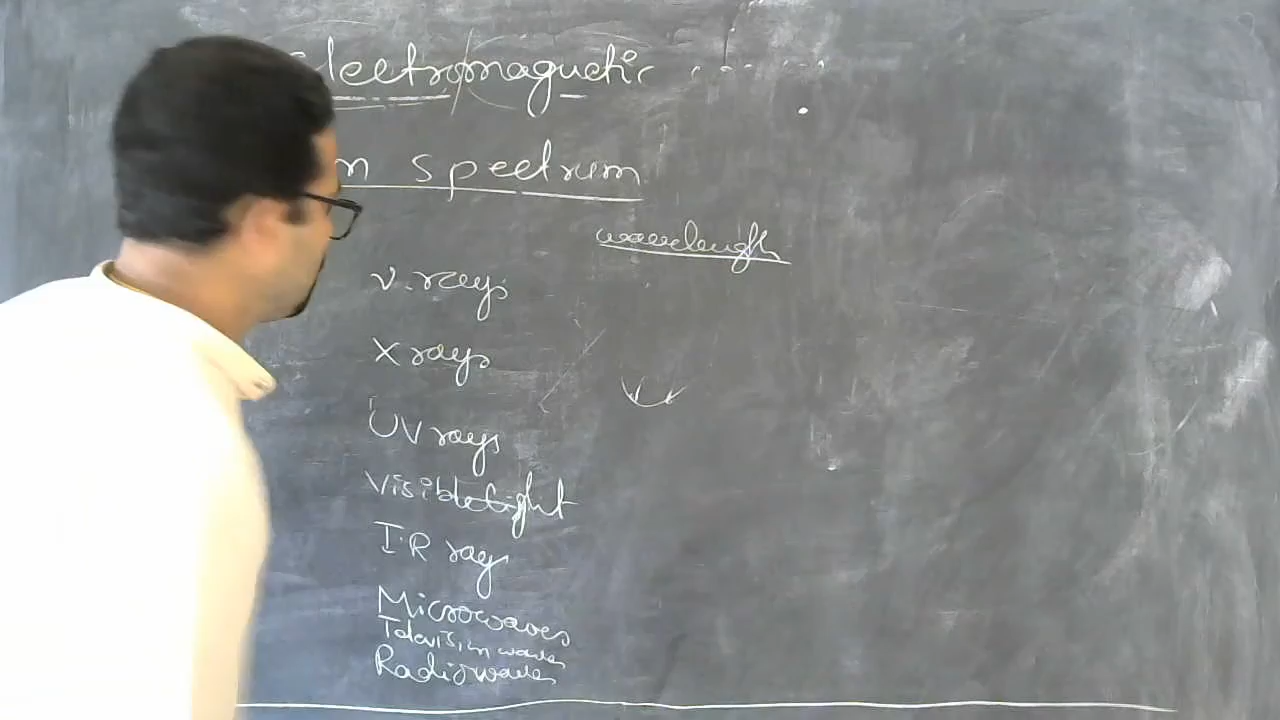 Electromagnetic
m spectrum
wavelength
γ.rays
X rays
UV rays
Visible light
I.R rays
Microwaves
Television waves
Radiowaves